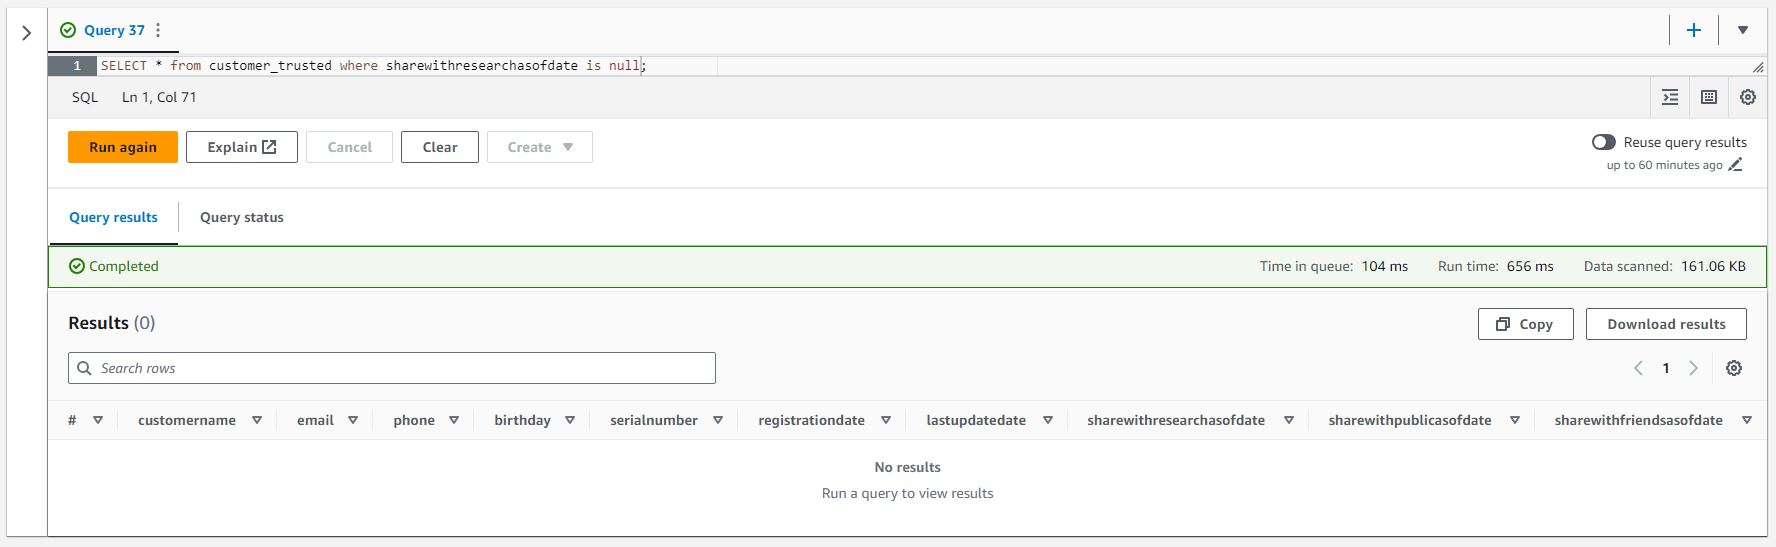 Query 37
1 SELECT * from customer_trusted where sharewithresearchasofdate is null;
SQL Ln 1, Col 71
Run again Explain Cancel Clear Create Reuse query results
up to 60 minutes ago
Query results Query status
Completed Time in queue: 104 ms Run time: 656 ms Data scanned: 161.06 KB
Results (0) Copy Download results
Search rows 1
# customername email phone birthday serialnumber registrationdate lastupdatedate sharewithresearchasofdate sharewithpublicasofdate sharewithfriendsasofdate
No results
Run a query to view results